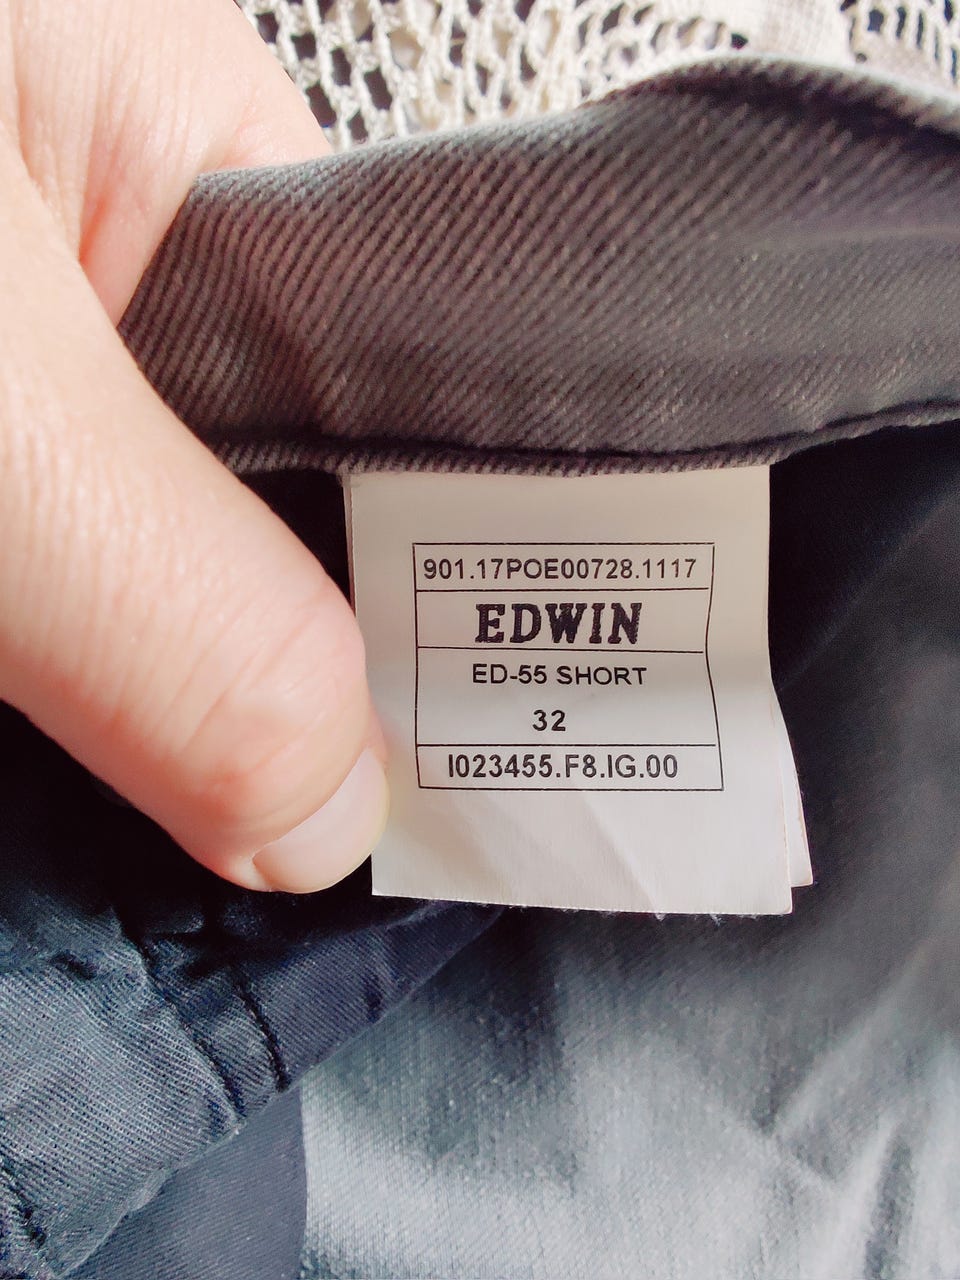 901.17POE00728.1117
EDWIN
ED-55 SHORT
32
I023455.F8.IG.00